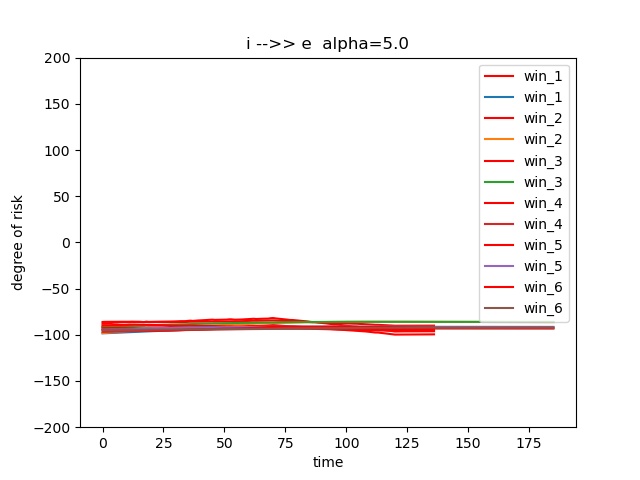 i -->> e  alpha=5.0
degree of risk
200
150
100
50
0
−50
−100
−150
−200
0 25 50 75 100 125 150 175
time
win_1
win_1
win_2
win_2
win_3
win_3
win_4
win_4
win_5
win_5
win_6
win_6